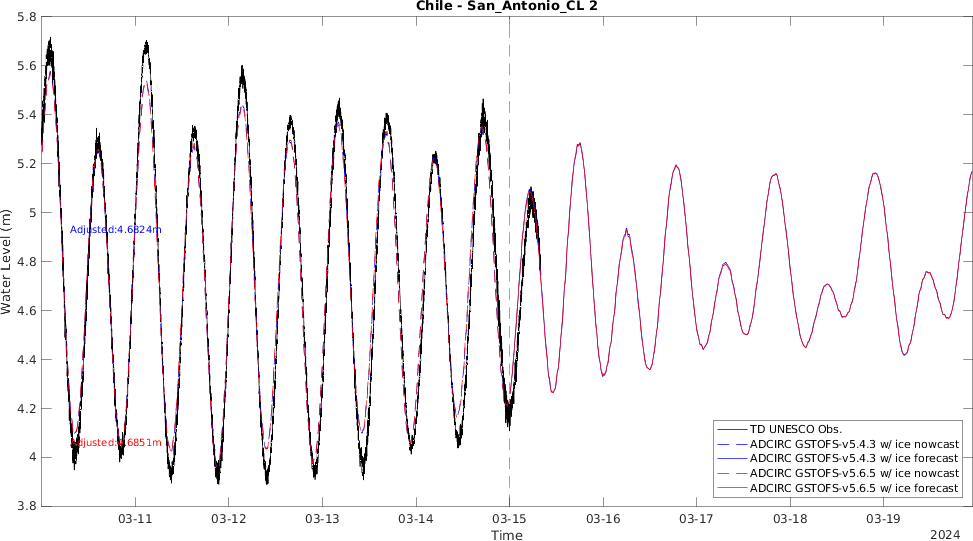 Chile - San_Antonio_CL 2
5.8
5.6
5.4
5.2
5
4.8
4.6
4.4
4.2
4
3.8
Water Level (m)
Adjusted:4.6824m
Adjusted:4.6851m
TD UNESCO Obs.
ADCIRC GSTOFS-v5.4.3 w/ ice nowcast
ADCIRC GSTOFS-v5.4.3 w/ ice forecast
ADCIRC GSTOFS-v5.6.5 w/ ice nowcast
ADCIRC GSTOFS-v5.6.5 w/ ice forecast
03-11 03-12 03-13 03-14 03-15 03-16 03-17 03-18 03-19
Time
2024